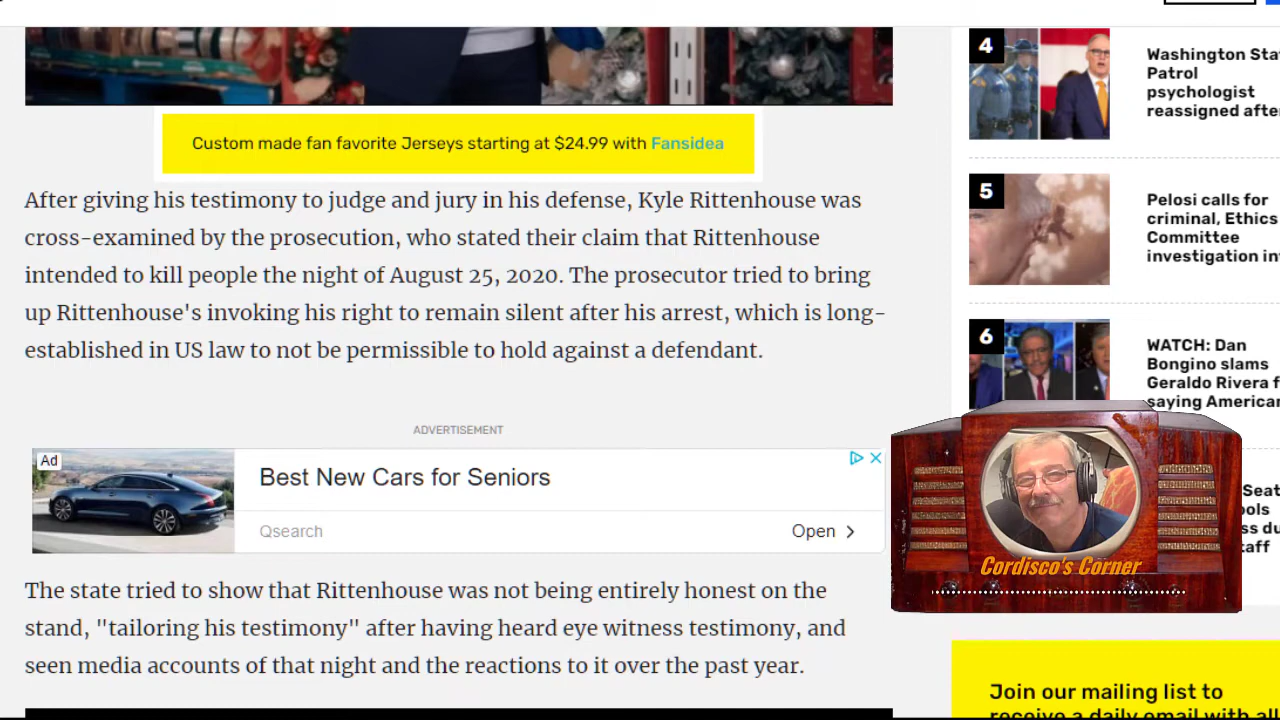 Custom made fan favorite Jerseys starting at $24.99 with Fansidea
After giving his testimony to judge and jury in his defense, Kyle Rittenhouse was
cross-examined by the prosecution, who stated their claim that Rittenhouse
intended to kill people the night of August 25, 2020. The prosecutor tried to bring
up Rittenhouse's invoking his right to remain silent after his arrest, which is long-
established in US law to not be permissible to hold against a defendant.
ADVERTISEMENT
Ad
Best New Cars for Seniors
Qsearch
Open
The state tried to show that Rittenhouse was not being entirely honest on the
stand, "tailoring his testimony" after having heard eye witness testimony, and
seen media accounts of that night and the reactions to it over the past year.
4
Washington Sta
Patrol
psychologist
reassigned afte
5
Pelosi calls for
criminal, Ethics
Committee
investigation in
6
WATCH: Dan
Bongino slams
Geraldo Rivera f
saying American
Seat
ols
ss du
taff
Cordisco's Corner
Join our mailing list to
receive a daily email with all